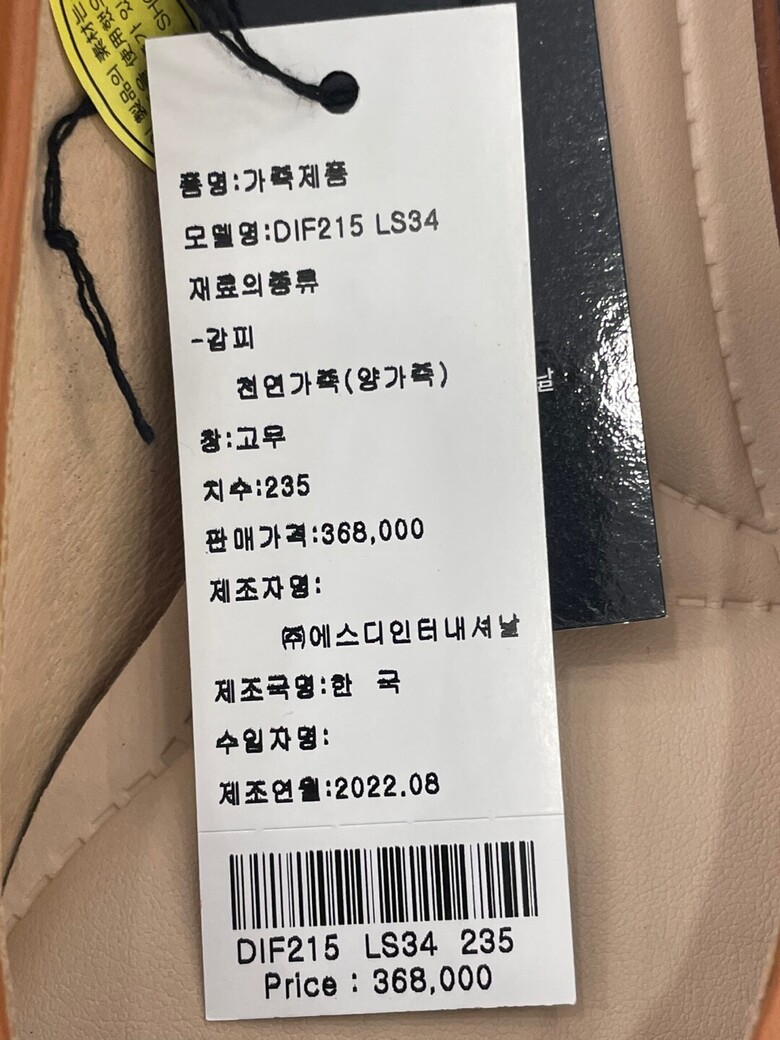 품명:가죽제품
모델명:DIF215 LS34
재료의종류
-갑피
천연가죽(양가죽)
창:고무
치수:235
판매가격:368,000
제조자명:
㈜에스디인터내셔날
제조국명:한 국
수입자명:
제조연월:2022.08
DIF215 LS34 235
Price : 368,000
날